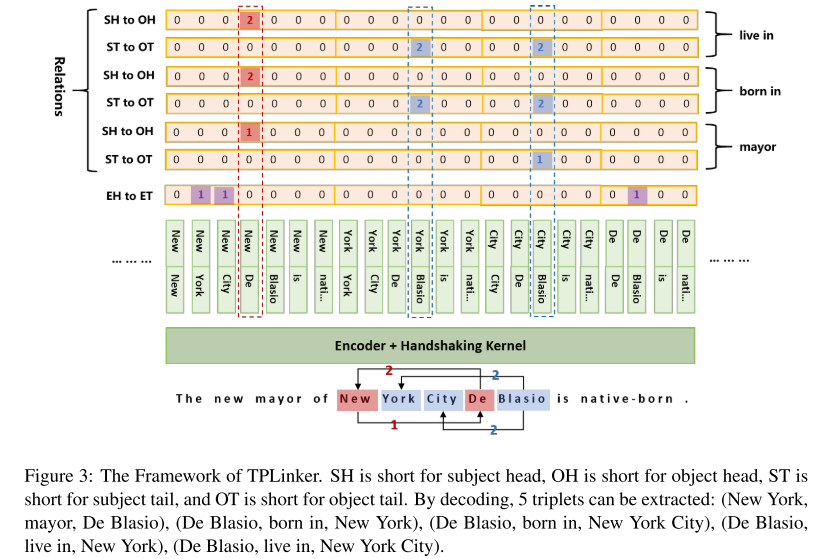 SH to OH 0 0 0 2 0 0 0 0 0 0 0 0 0 0 0 0 0 0 0 0 0 0
live in
ST to OT 0 0 0 0 0 0 0 0 0 0 2 0 0 0 0 2 0 0 0 0 0 0
SH to OH 0 0 0 2 0 0 0 0 0 0 0 0 0 0 0 0 0 0 0 0 0 0
born in
ST to OT 0 0 0 0 0 0 0 0 0 0 2 0 0 0 0 2 0 0 0 0 0 0
SH to OH 0 0 0 1 0 0 0 0 0 0 0 0 0 0 0 0 0 0 0 0 0 0
mayor
ST to OT 0 0 0 0 0 0 0 0 0 0 0 0 0 0 0 1 0 0 0 0 0 0
Relations
EH to ET 0 1 1 0 0 0 0 0 0 0 0 0 0 0 0 0 0 0 0 1 0 0
... ... ...
New New
New York
New City
New De
New Blasio
New is
New nati...
York York
York City
York De
York Blasio
York is
York nati...
City City
City De
City Blasio
City is
City nati...
De De
De Blasio
De is
De nati...
... ... ...
Encoder + Handshaking Kernel
2 2
The new mayor of New York City De Blasio is native-born .
1 2
Figure 3: The Framework of TPLinker. SH is short for subject head, OH is short for object head, ST is
short for subject tail, and OT is short for object tail. By decoding, 5 triplets can be extracted: (New York,
mayor, De Blasio), (De Blasio, born in, New York), (De Blasio, born in, New York City), (De Blasio,
live in, New York), (De Blasio, live in, New York City).